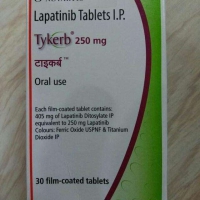 Lapatinib Tablets I.P.
Tykerb® 250 mg
टाइकर्ब ™
Oral use
Each film-coated tablet contains:
405 mg of Lapatinib Ditosylate IP
equivalent to 250 mg Lapatinib
Colours: Ferric Oxide USPNF & Titanium
Dioxide IP
30 film-coated tablets